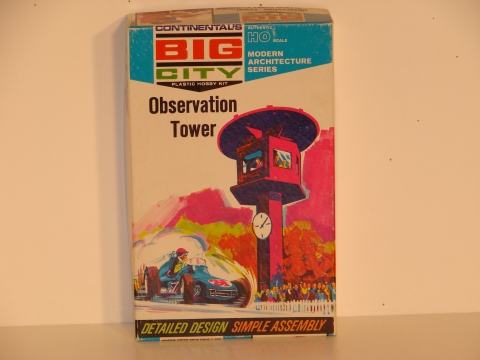 CONTINENTAL'S
BIG
CITY
PLASTIC HOBBY KIT
AUTHENTIC
HO
SCALE
MODERN
ARCHITECTURE
SERIES
Observation
Tower
DETAILED DESIGN SIMPLE ASSEMBLY